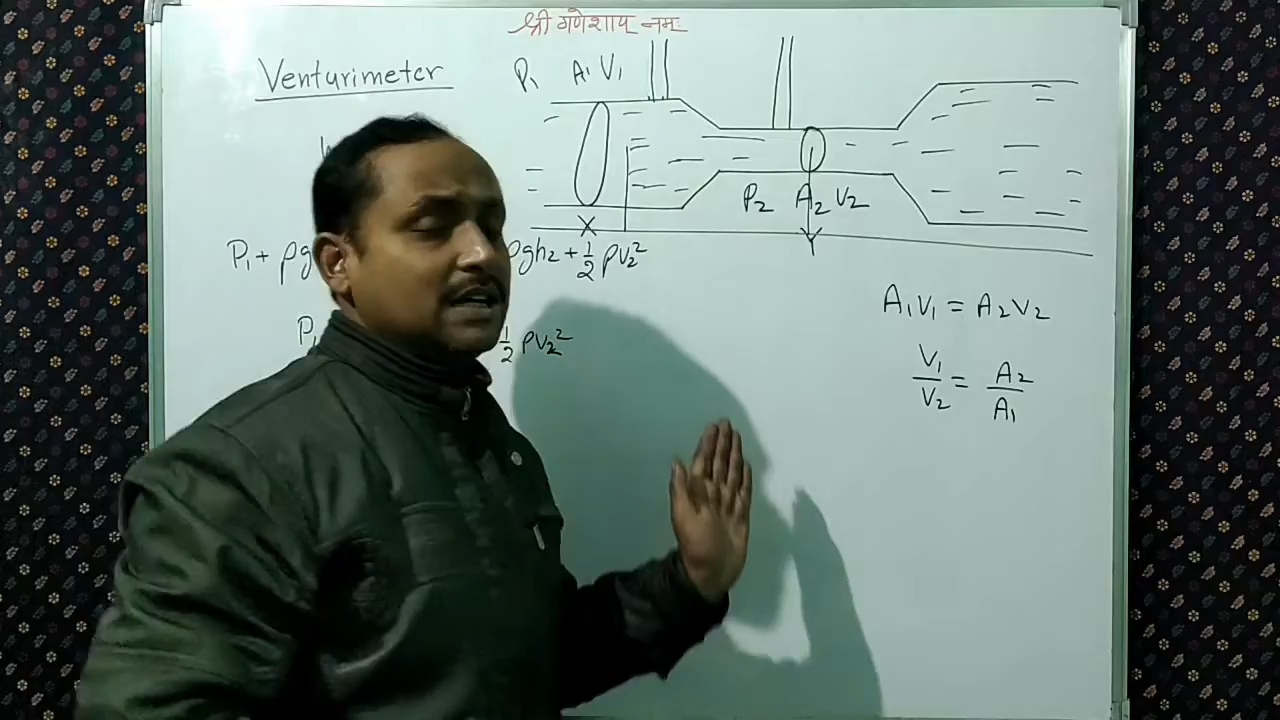 श्री गणेशाय नमः
Venturimeter
P₁ A₁ V₁
P₂ A₂ V₂
X
Y
P₁ + ρg ρgh₂ + 1/2 ρv₂²
A₁V₁ = A₂V₂
P₁ 1/2 ρv₂²
V₁/V₂ = A₂/A₁